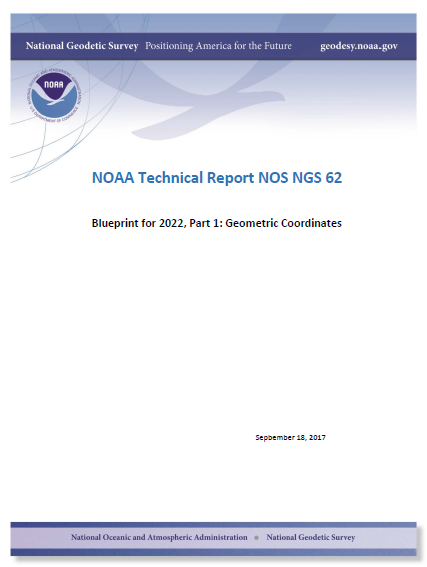 National Geodetic Survey Positioning America for the Future geodesy.noaa.gov
NOAA
NOAA Technical Report NOS NGS 62
Blueprint for 2022, Part 1: Geometric Coordinates
Sepbember 18, 2017
National Oceanic and Atmospheric Administration • National Geodetic Survey